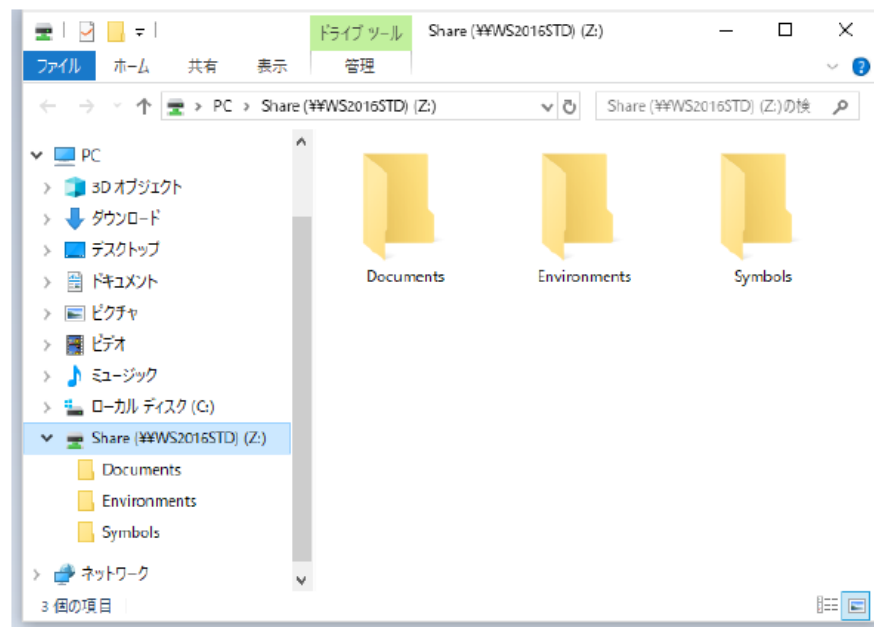 ドライブ ツール Share (¥¥WS2016STD) (Z:)
ファイル ホーム 共有 表示 管理
PC › Share (¥¥WS2016STD) (Z:)
Share (¥¥WS2016STD) (Z:)の検
PC
3D オブジェクト
ダウンロード
デスクトップ
ドキュメント
ピクチャ
ビデオ
ミュージック
ローカル ディスク (C:)
Share (¥¥WS2016STD) (Z:)
Documents
Environments
Symbols
ネットワーク
Documents Environments Symbols
3 個の項目